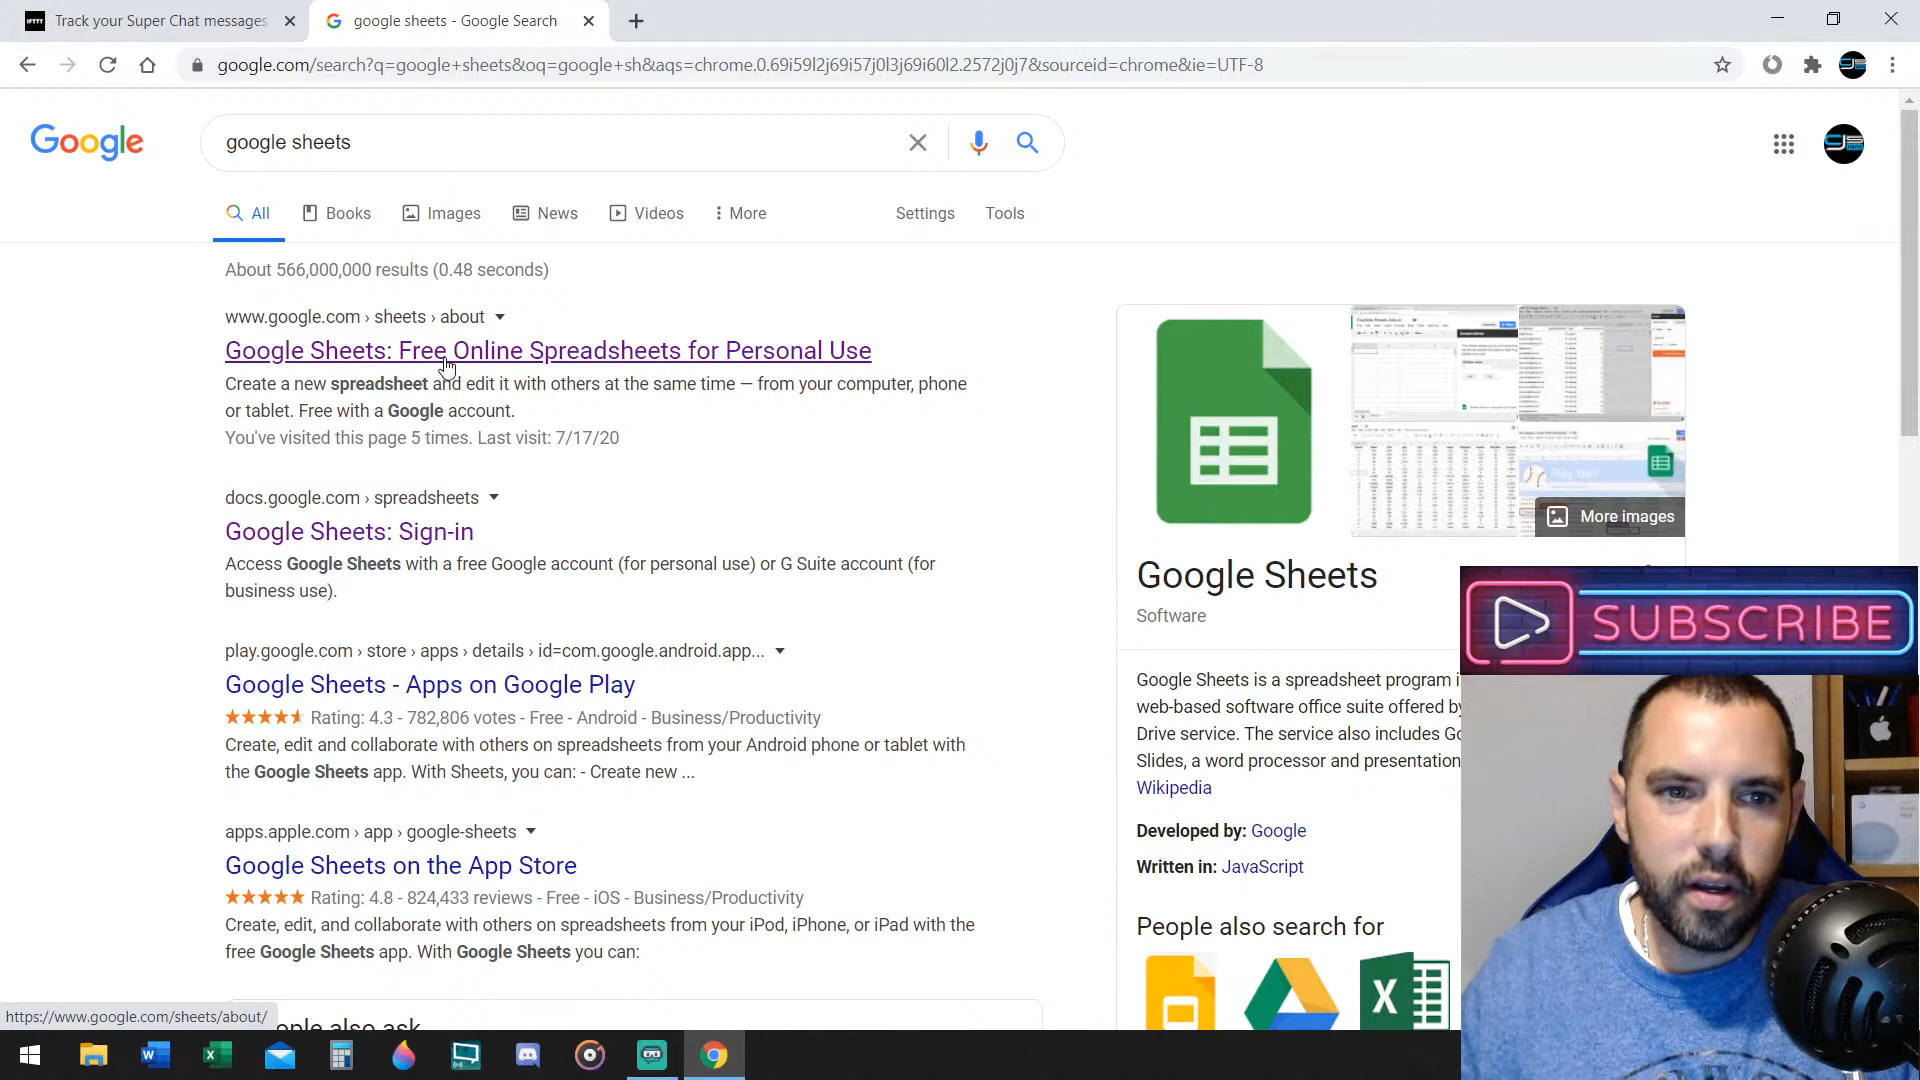 IFTTT Track your Super Chat messages
google sheets - Google Search
google.com/search?q=google+sheets&oq=google+sh&aqs=chrome.0.69i59l2j69i57j0l3j69i60l2.2572j0j7&sourceid=chrome&ie=UTF-8
Google
google sheets
All
Books
Images
News
Videos
More
Settings
Tools
About 566,000,000 results (0.48 seconds)
www.google.com › sheets › about
Google Sheets: Free Online Spreadsheets for Personal Use
Create a new spreadsheet and edit it with others at the same time — from your computer, phone
or tablet. Free with a Google account.
You've visited this page 5 times. Last visit: 7/17/20
docs.google.com › spreadsheets
Google Sheets: Sign-in
Access Google Sheets with a free Google account (for personal use) or G Suite account (for
business use).
play.google.com › store › apps › details › id=com.google.android.app...
Google Sheets - Apps on Google Play
Rating: 4.3 - 782,806 votes - Free - Android - Business/Productivity
Create, edit and collaborate with others on spreadsheets from your Android phone or tablet with
the Google Sheets app. With Sheets, you can: - Create new ...
apps.apple.com › app › google-sheets
Google Sheets on the App Store
Rating: 4.8 - 824,433 reviews - Free - iOS - Business/Productivity
Create, edit, and collaborate with others on spreadsheets from your iPod, iPhone, or iPad with the
free Google Sheets app. With Google Sheets you can:
ople also ask
https://www.google.com/sheets/about/
More images
Google Sheets
Software
Google Sheets is a spreadsheet program i
web-based software office suite offered by
Drive service. The service also includes Go
Slides, a word processor and presentation
Wikipedia
Developed by: Google
Written in: JavaScript
People also search for
SUBSCRIBE